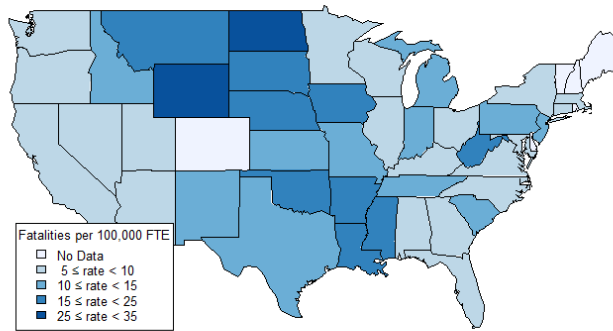 Fatalities per 100,000 FTE
No Data
5 ≤ rate < 10
10 ≤ rate < 15
15 ≤ rate < 25
25 ≤ rate < 35